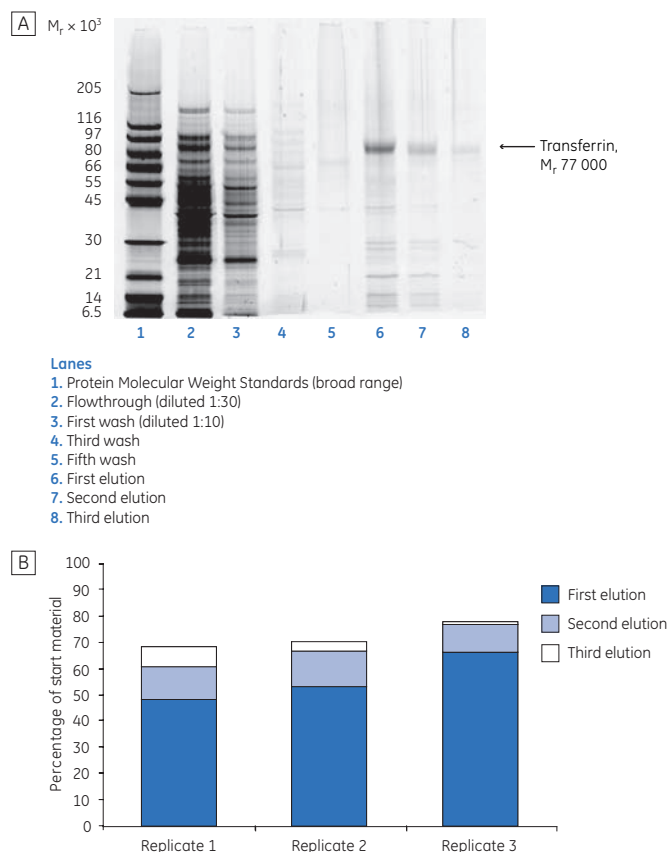 A
Mr × 10³
205
116
97
80
66
55
45
30
21
14
6.5
Transferrin,
Mr 77 000
1 2 3 4 5 6 7 8
Lanes
1. Protein Molecular Weight Standards (broad range)
2. Flowthrough (diluted 1:30)
3. First wash (diluted 1:10)
4. Third wash
5. Fifth wash
6. First elution
7. Second elution
8. Third elution
B
Percentage of start material
100
90
80
70
60
50
40
30
20
10
0
First elution
Second elution
Third elution
Replicate 1 Replicate 2 Replicate 3